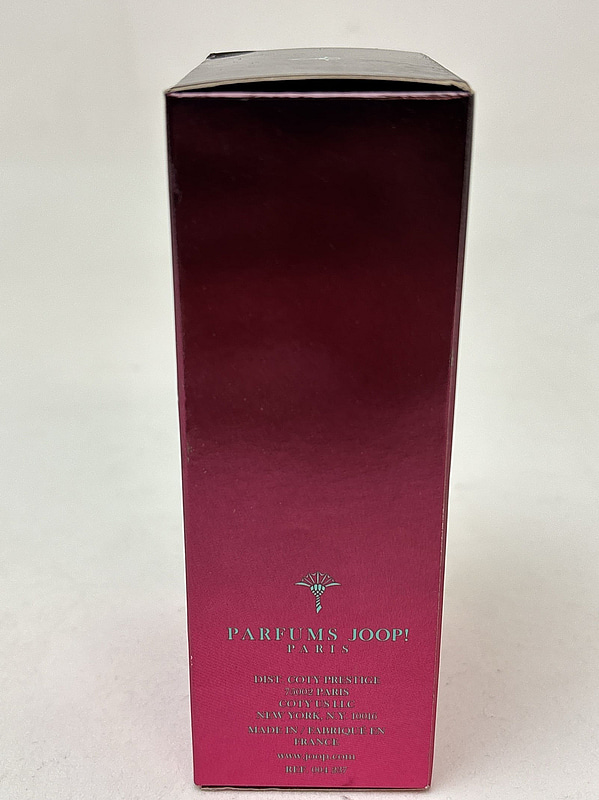 PARFUMS JOOP!
PARIS
DIST. COTY PRESTIGE
75002 PARIS
COTY US LLC
NEW YORK, N.Y. 10016
MADE IN / FABRIQUE EN
FRANCE
www.joop.com
REF.